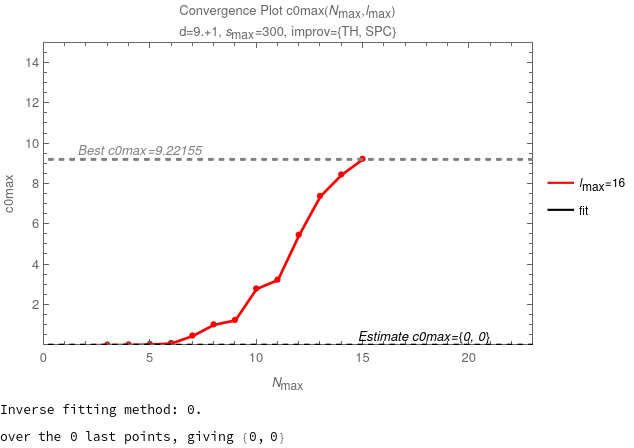 Convergence Plot c0max(Nmax,lmax)
d=9.+1, smax=300, improv={TH, SPC}
14
12
10
8
6
4
2
c0max
Best c0max=9.22155
Estimate c0max={0, 0}
0 5 10 15 20
Nmax
lmax=16
fit
Inverse fitting method: 0.
over the 0 last points, giving {0, 0}